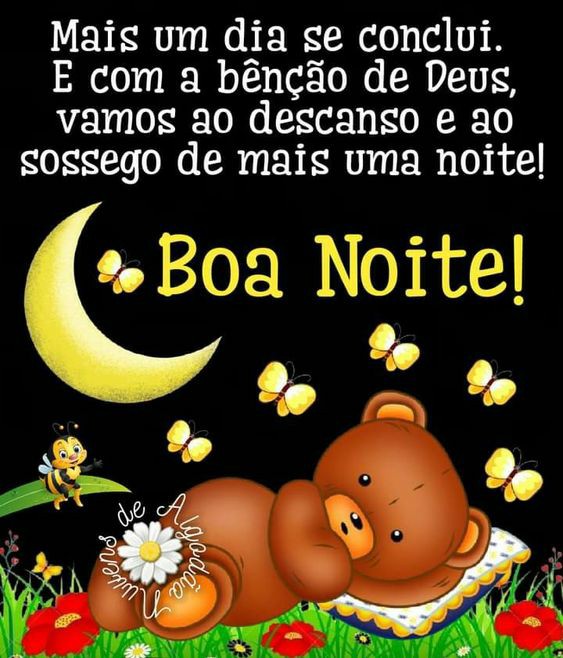 Mais um dia se conclui.
E com a bênção de Deus,
vamos ao descanso e ao
sossego de mais uma noite!
Boa Noite!
Nuvens de Algodão